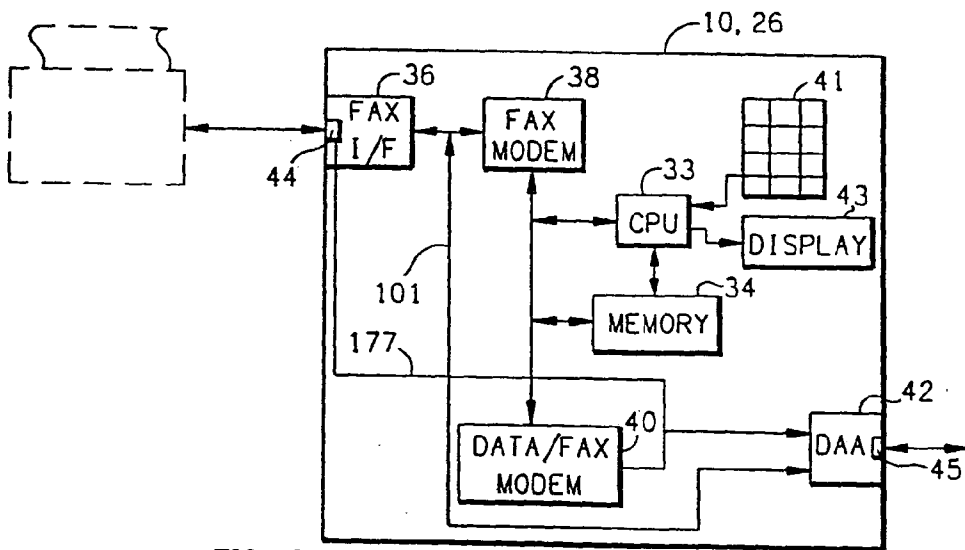 10, 26
36
38
41
FAX
I/F
FAX
MODEM
44
33
43
CPU
DISPLAY
101
34
MEMORY
177
42
40
DATA/FAX
MODEM
DAA
45